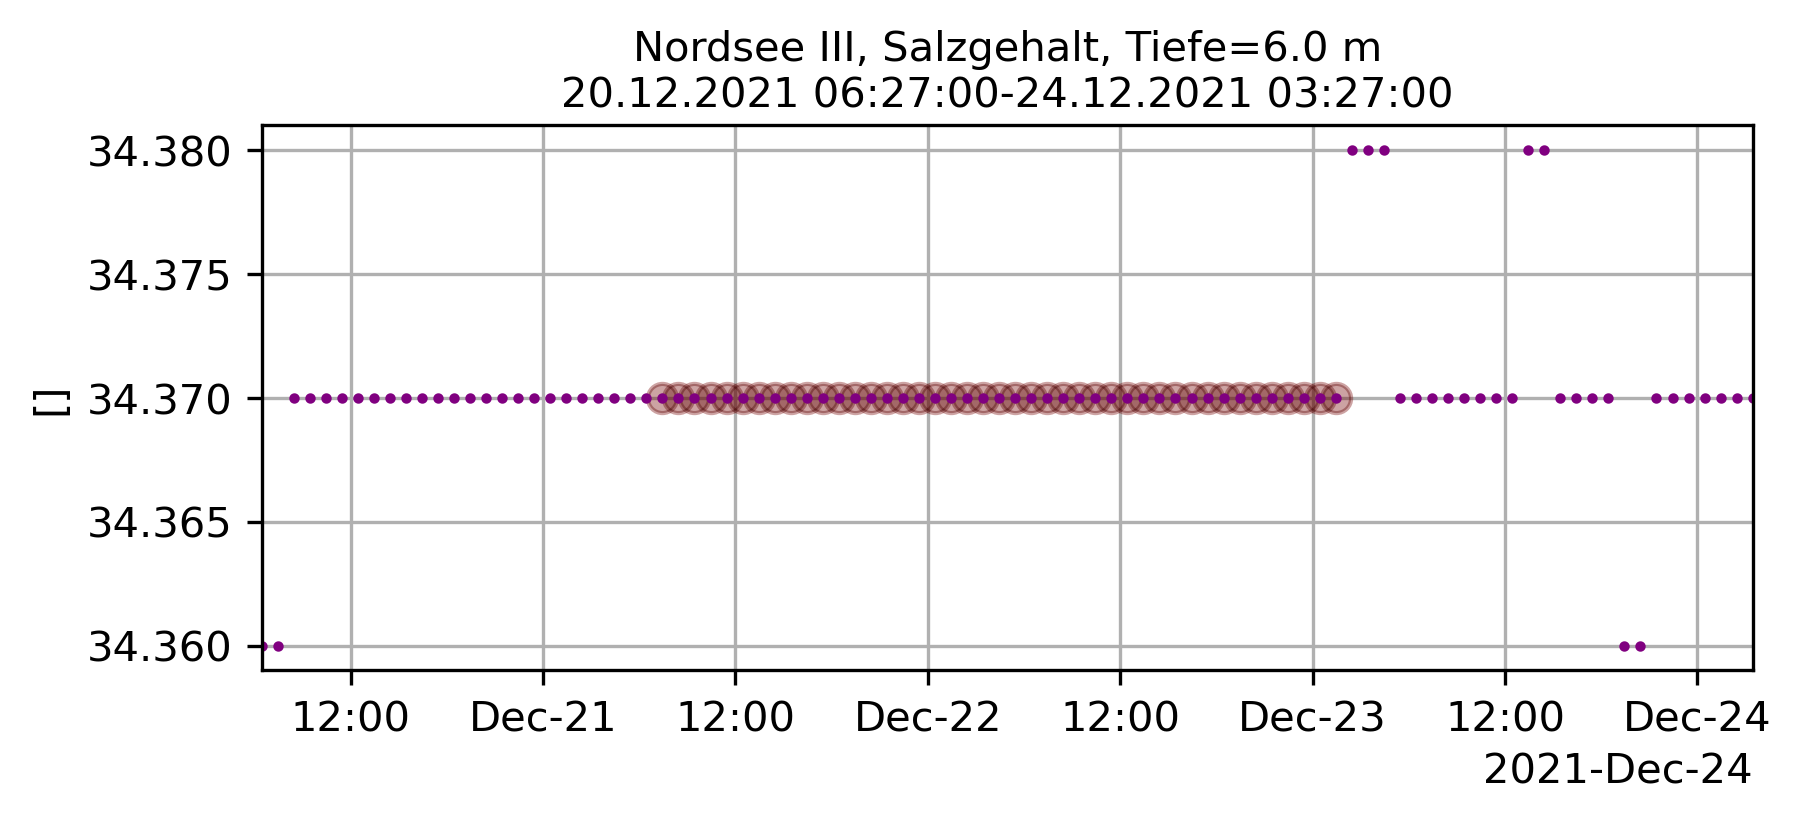 Nordsee III, Salzgehalt, Tiefe=6.0 m
20.12.2021 06:27:00-24.12.2021 03:27:00
34.380
34.375
34.370
34.365
34.360
[]
12:00 Dec-21 12:00 Dec-22 12:00 Dec-23 12:00 Dec-24
2021-Dec-24